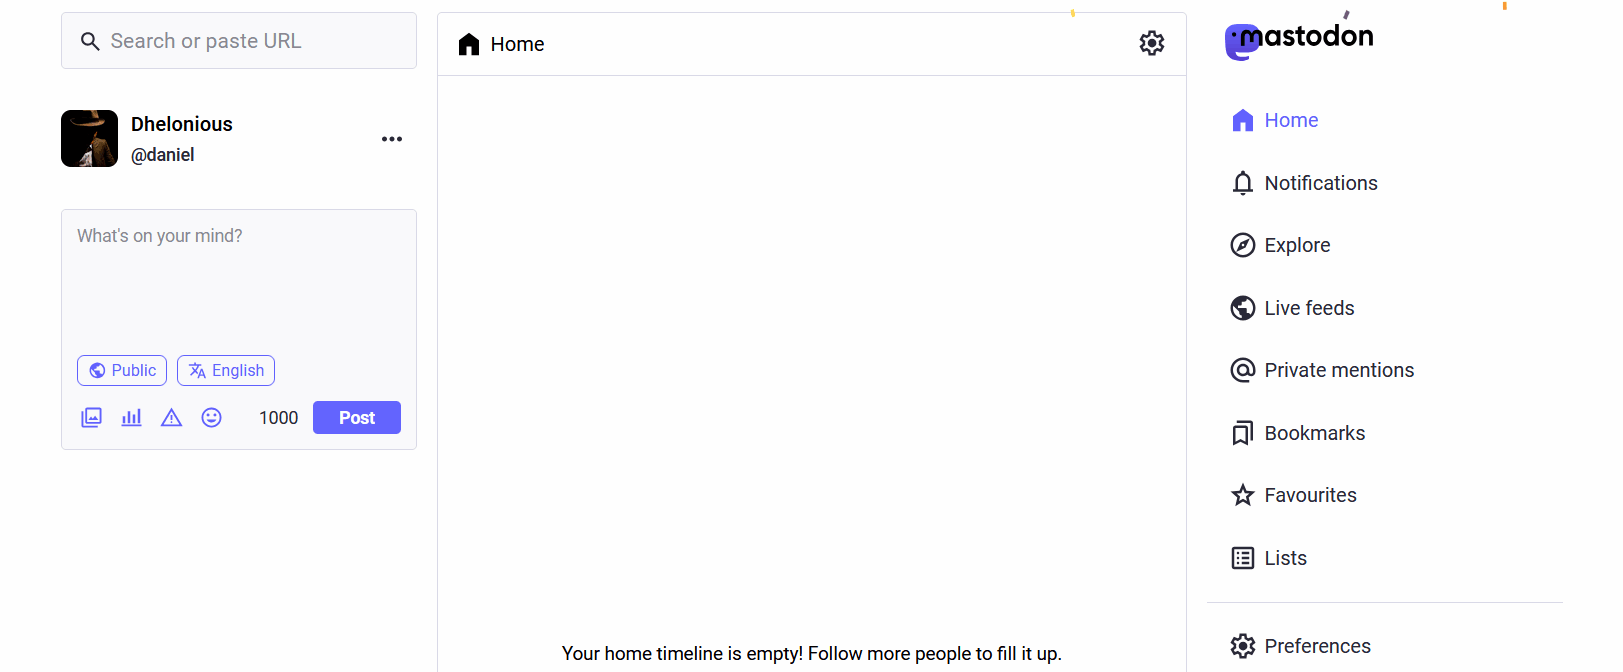 Search or paste URL
Dhelonious
@daniel
What's on your mind?
Public
English
1000
Post
Home
Your home timeline is empty! Follow more people to fill it up.
mastodon
Home
Notifications
Explore
Live feeds
Private mentions
Bookmarks
Favourites
Lists
Preferences